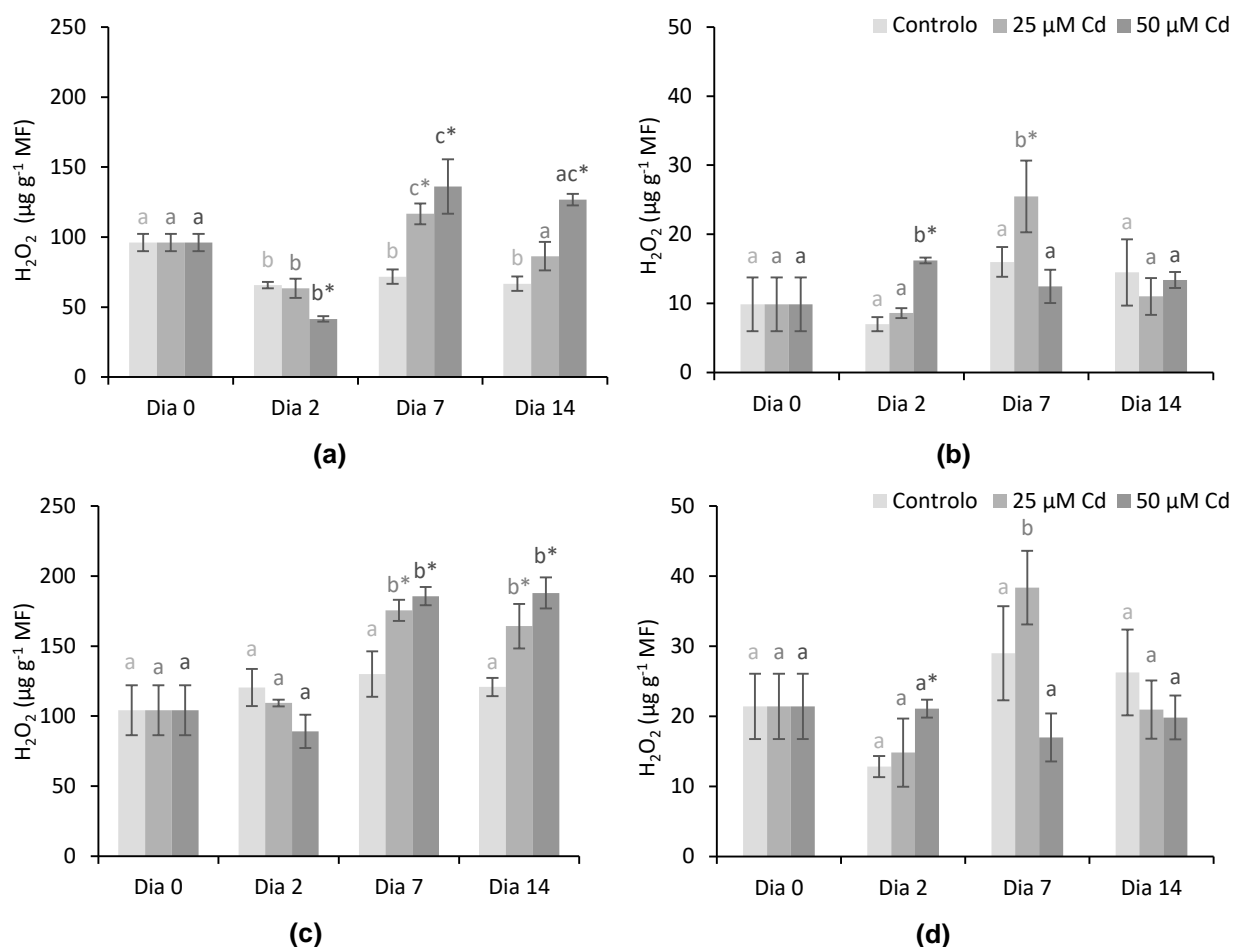 H₂O₂ (µg g⁻¹ MF)
250
200
150
100
50
0
a a a
b b b*
b c* c*
b a ac*
Dia 0 Dia 2 Dia 7 Dia 14
(a)
Controlo 25 µM Cd 50 µM Cd
H₂O₂ (µg g⁻¹ MF)
50
40
30
20
10
0
a a a
a a b*
a b* a
a a a
Dia 0 Dia 2 Dia 7 Dia 14
(b)
H₂O₂ (µg g⁻¹ MF)
250
200
150
100
50
0
a a a
a a a
a b* b*
a b* b*
Dia 0 Dia 2 Dia 7 Dia 14
(c)
Controlo 25 µM Cd 50 µM Cd
H₂O₂ (µg g⁻¹ MF)
50
40
30
20
10
0
a a a
a a a*
a b a
a a a
Dia 0 Dia 2 Dia 7 Dia 14
(d)